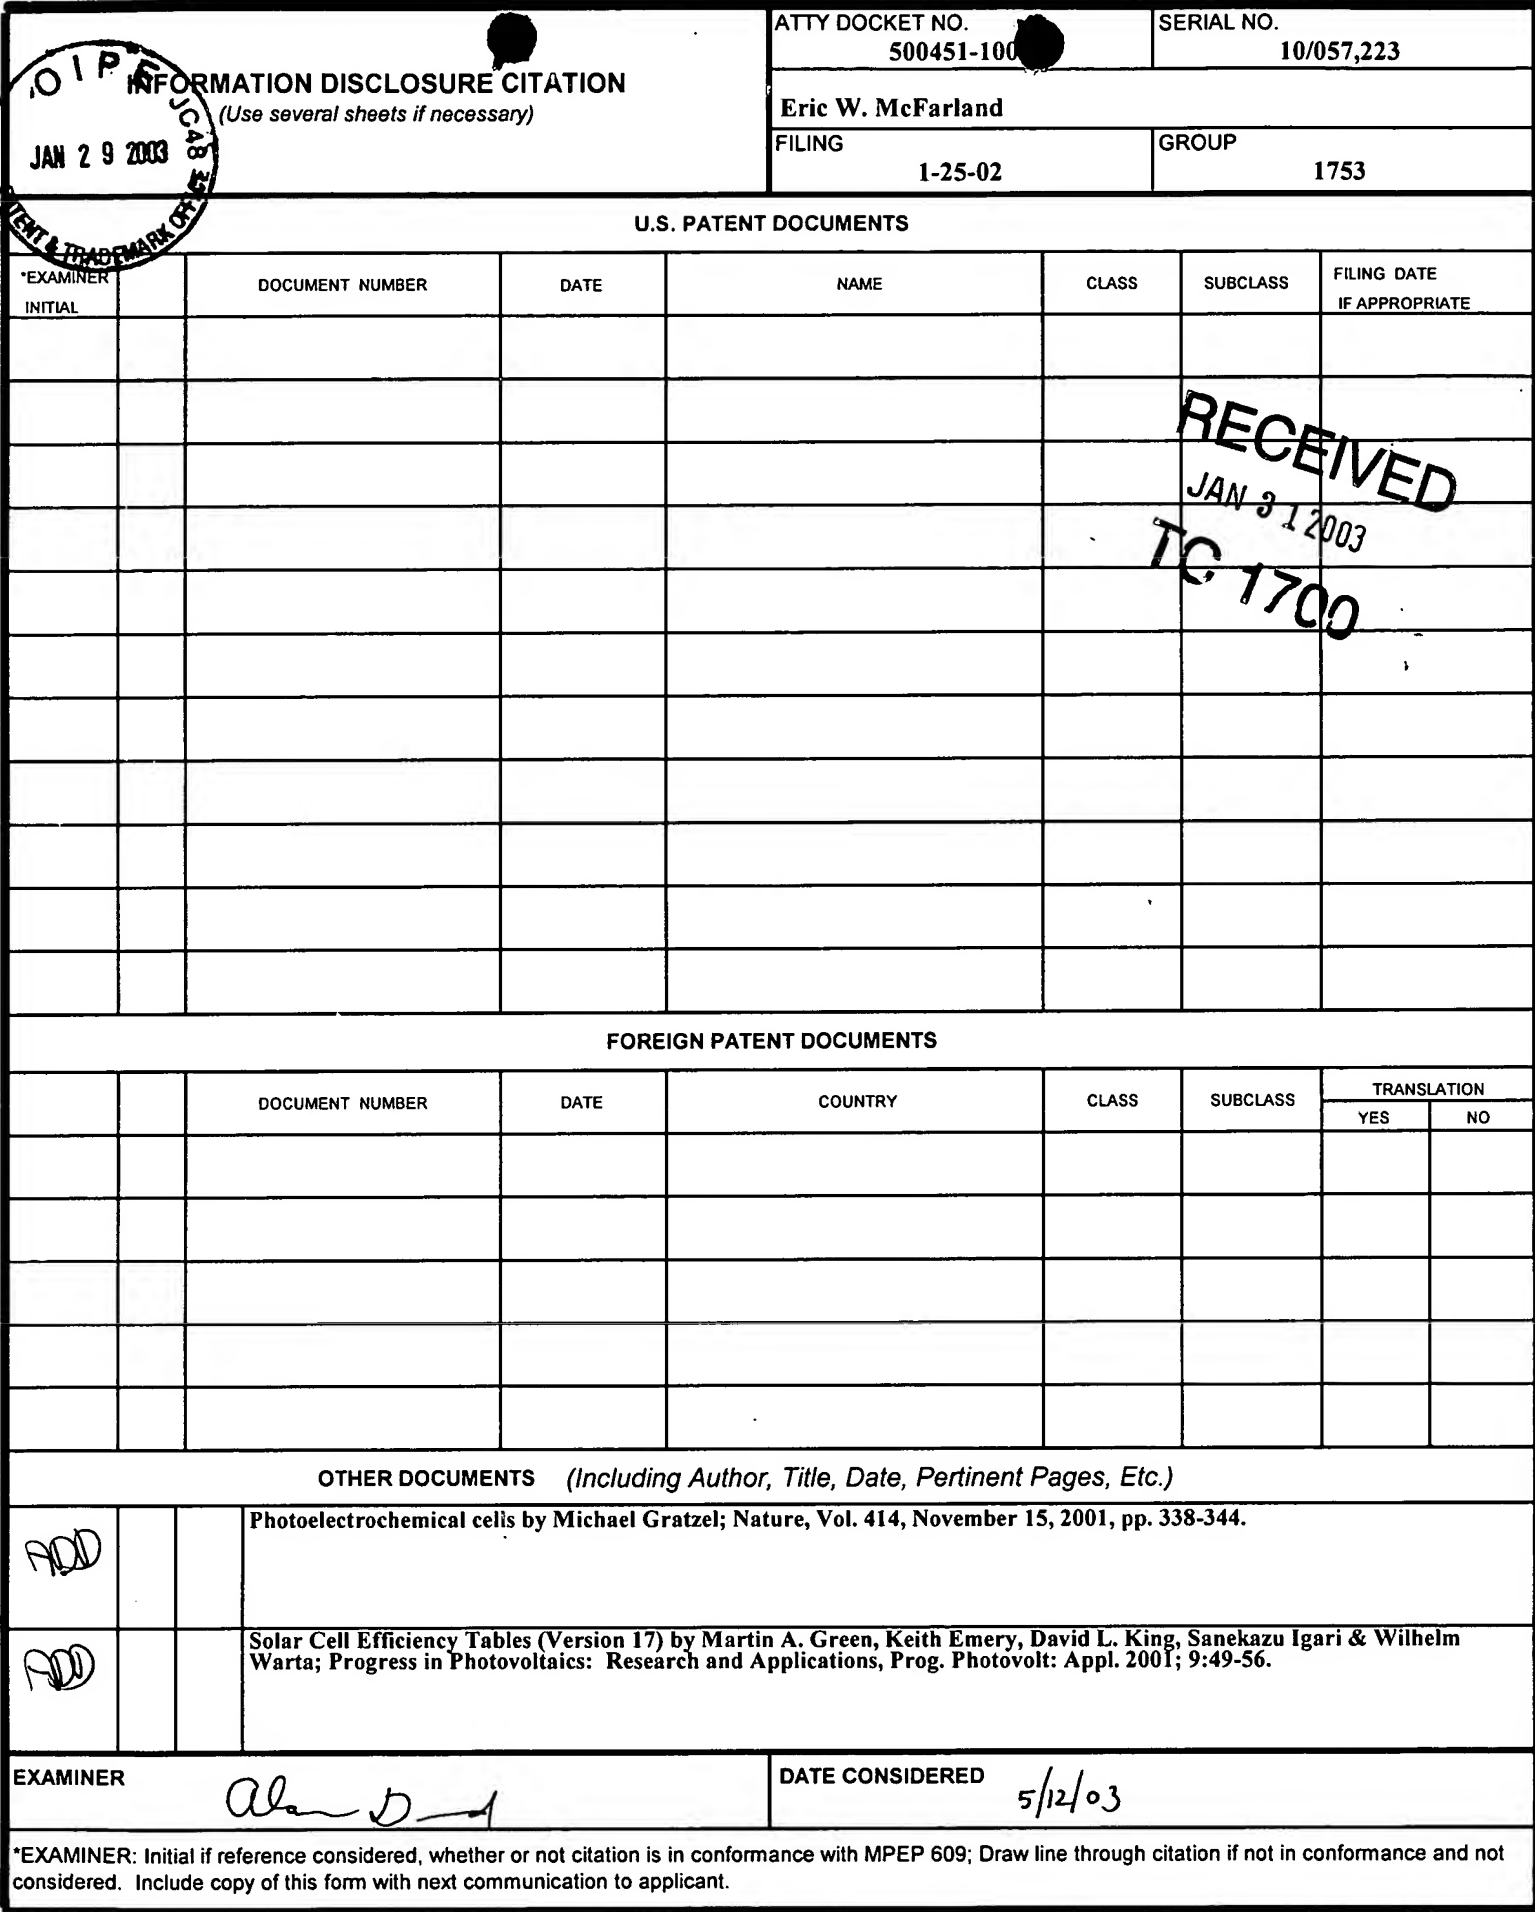 ATTY DOCKET NO.
500451-100
SERIAL NO.
10/057,223
OIPE JC48
JAN 29 2003
PATENT & TRADEMARK OFFICE
INFORMATION DISCLOSURE CITATION
(Use several sheets if necessary)
Eric W. McFarland
FILING
1-25-02
GROUP
1753
U.S. PATENT DOCUMENTS
*EXAMINER
INITIAL
DOCUMENT NUMBER
DATE
NAME
CLASS
SUBCLASS
FILING DATE
IF APPROPRIATE
RECEIVED
JAN 31 2003
TC 1700
FOREIGN PATENT DOCUMENTS
DOCUMENT NUMBER
DATE
COUNTRY
CLASS
SUBCLASS
TRANSLATION
YES
NO
OTHER DOCUMENTS (Including Author, Title, Date, Pertinent Pages, Etc.)
ADD
Photoelectrochemical cells by Michael Gratzel; Nature, Vol. 414, November 15, 2001, pp. 338-344.
ADD
Solar Cell Efficiency Tables (Version 17) by Martin A. Green, Keith Emery, David L. King, Sanekazu Igari & Wilhelm
Warta; Progress in Photovoltaics: Research and Applications, Prog. Photovolt: Appl. 2001; 9:49-56.
EXAMINER
Alan D
DATE CONSIDERED
5/12/03
*EXAMINER: Initial if reference considered, whether or not citation is in conformance with MPEP 609; Draw line through citation if not in conformance and not
considered. Include copy of this form with next communication to applicant.